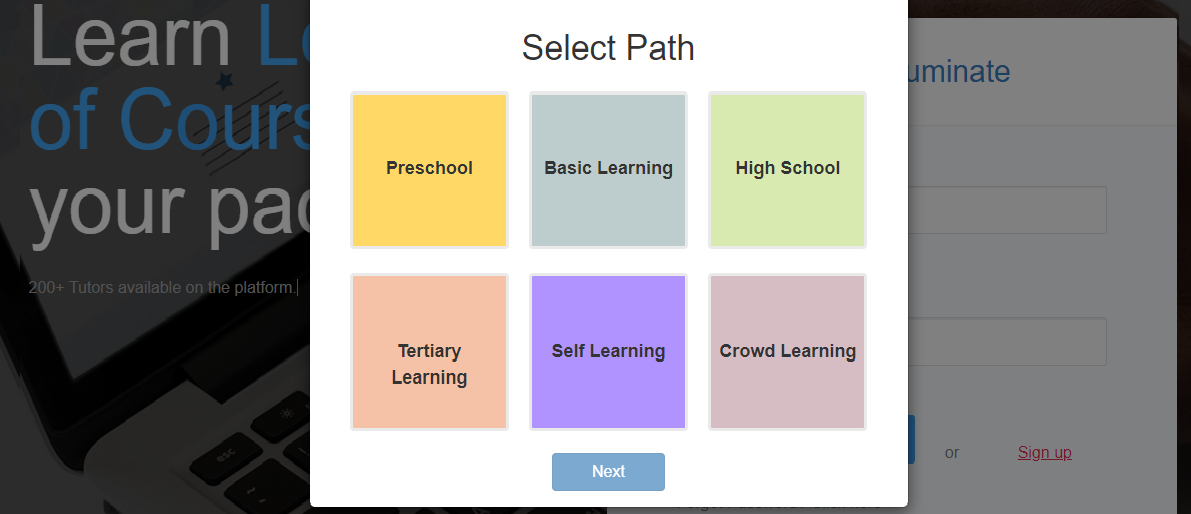 Learn
of Cours
your pac
200+ Tutors available on the platform.
Select Path
Preschool
Basic Learning
High School
Tertiary
Learning
Self Learning
Crowd Learning
Next
uminate
or
Sign up
esc